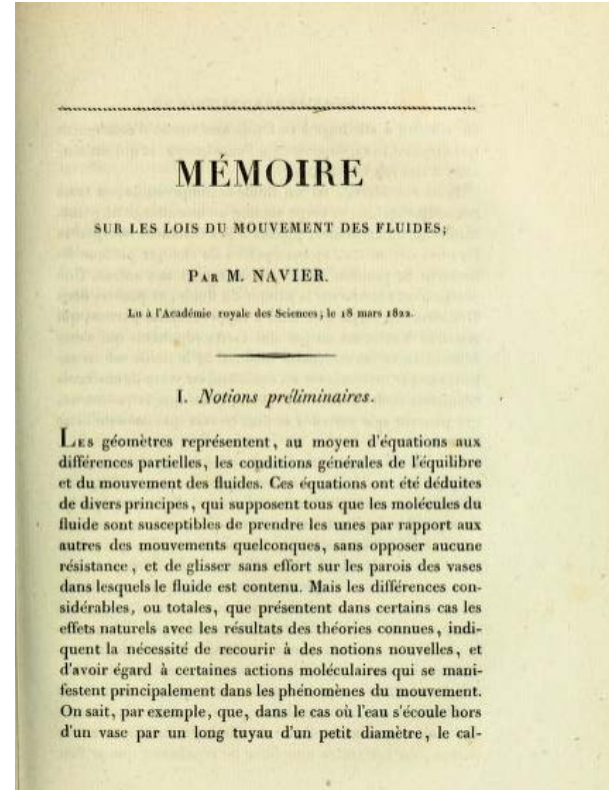 MÉMOIRE
SUR LES LOIS DU MOUVEMENT DES FLUIDES;
PAR M. NAVIER.
Lu à l'Académie royale des Sciences; le 18 mars 1822.
I. Notions préliminaires.
LES géomètres représentent, au moyen d'équations aux
différences partielles, les conditions générales de l'équilibre
et du mouvement des fluides. Ces équations ont été déduites
de divers principes, qui supposent tous que les molécules du
fluide sont susceptibles de prendre les unes par rapport aux
autres des mouvements quelconques, sans opposer aucune
résistance, et de glisser sans effort sur les parois des vases
dans lesquels le fluide est contenu. Mais les différences con-
sidérables, ou totales, que présentent dans certains cas les
effets naturels avec les résultats des théories connues, indi-
quent la nécessité de recourir à des notions nouvelles, et
d'avoir égard à certaines actions moléculaires qui se mani-
festent principalement dans les phénomènes du mouvement.
On sait, par exemple, que, dans le cas où l'eau s'écoule hors
d'un vase par un long tuyau d'un petit diamètre, le cal-